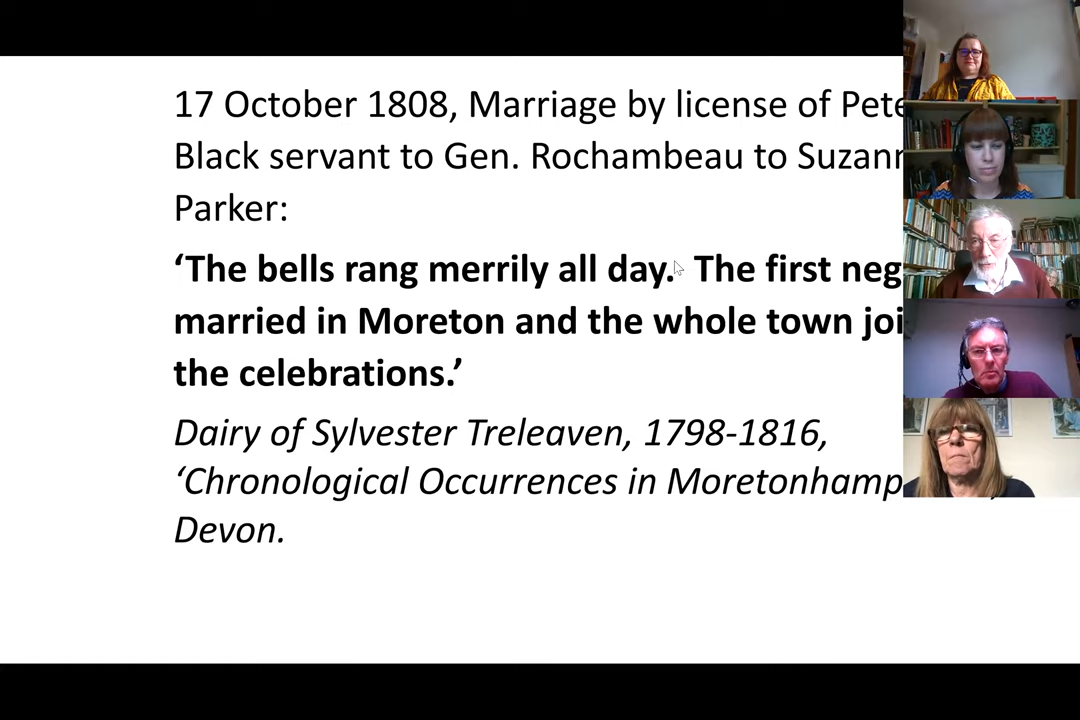 17 October 1808, Marriage by license of Pete
Black servant to Gen. Rochambeau to Suzan
Parker:
‘The bells rang merrily all day. The first neg
married in Moreton and the whole town joi
the celebrations.’
Dairy of Sylvester Treleaven, 1798-1816,
‘Chronological Occurrences in Moretonhamp
Devon.